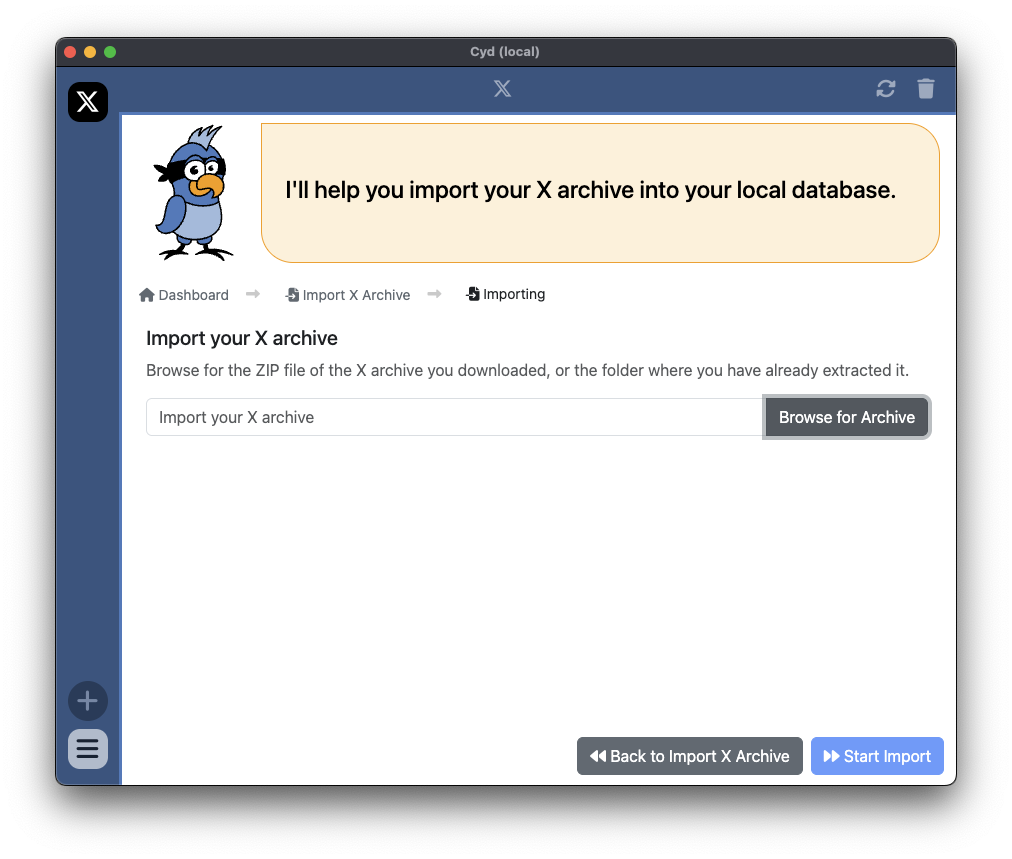 Cyd (local)
I'll help you import your X archive into your local database.
Dashboard Import X Archive Importing
Import your X archive
Browse for the ZIP file of the X archive you downloaded, or the folder where you have already extracted it.
Import your X archive Browse for Archive
Back to Import X Archive Start Import